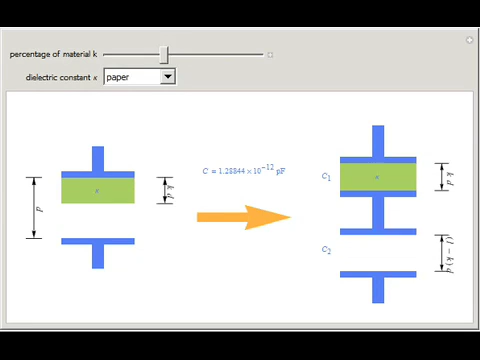 percentage of material k
dielectric constant κ
paper
C = 1.28844×10⁻¹² pF
κ
d
k d
C₁
κ
k d
C₂
(1 − k) d